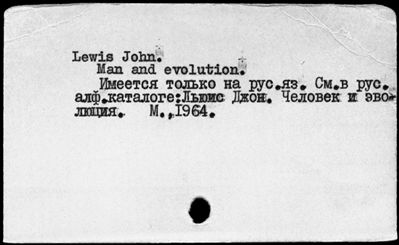 Lewis John.
Man and evolution.
Имеется только на рус.яз. См.в рус.
алф.каталоге:Льюис Джон. Человек и эво-
люция. М.,1964.